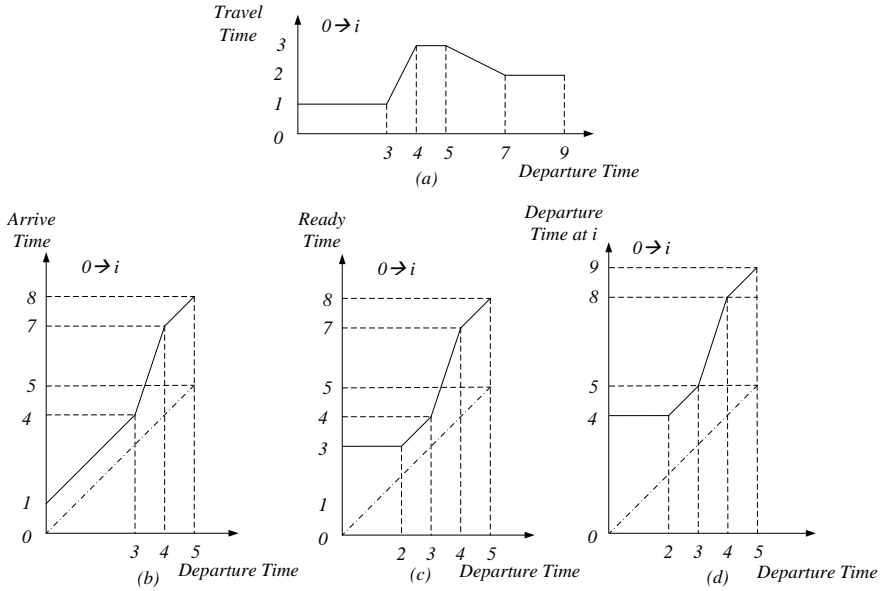 Travel
Time
0→i
3
2
1
0
3 4 5 7 9
Departure Time
(a)
Arrive
Time
0→i
8
7
5
4
1
0
3 4 5
Departure Time
(b)
Ready
Time
0→i
8
7
5
4
3
1
0
2 3 4 5
Departure Time
(c)
Departure
Time at i
0→i
9
8
5
4
0
2 3 4 5
Departure Time
(d)